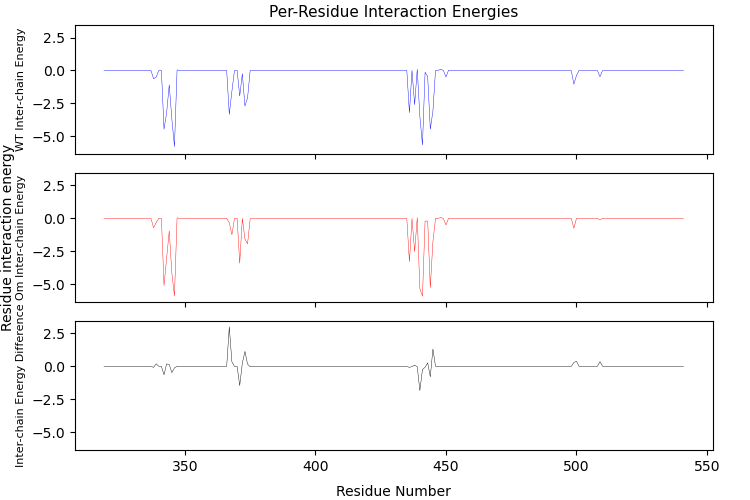 Per-Residue Interaction Energies
Residue interaction energy
WT Inter-chain Energy
2.5
0.0
−2.5
−5.0
Om Inter-chain Energy
2.5
0.0
−2.5
−5.0
Inter-chain Energy Difference
2.5
0.0
−2.5
−5.0
350
400
450
500
550
Residue Number